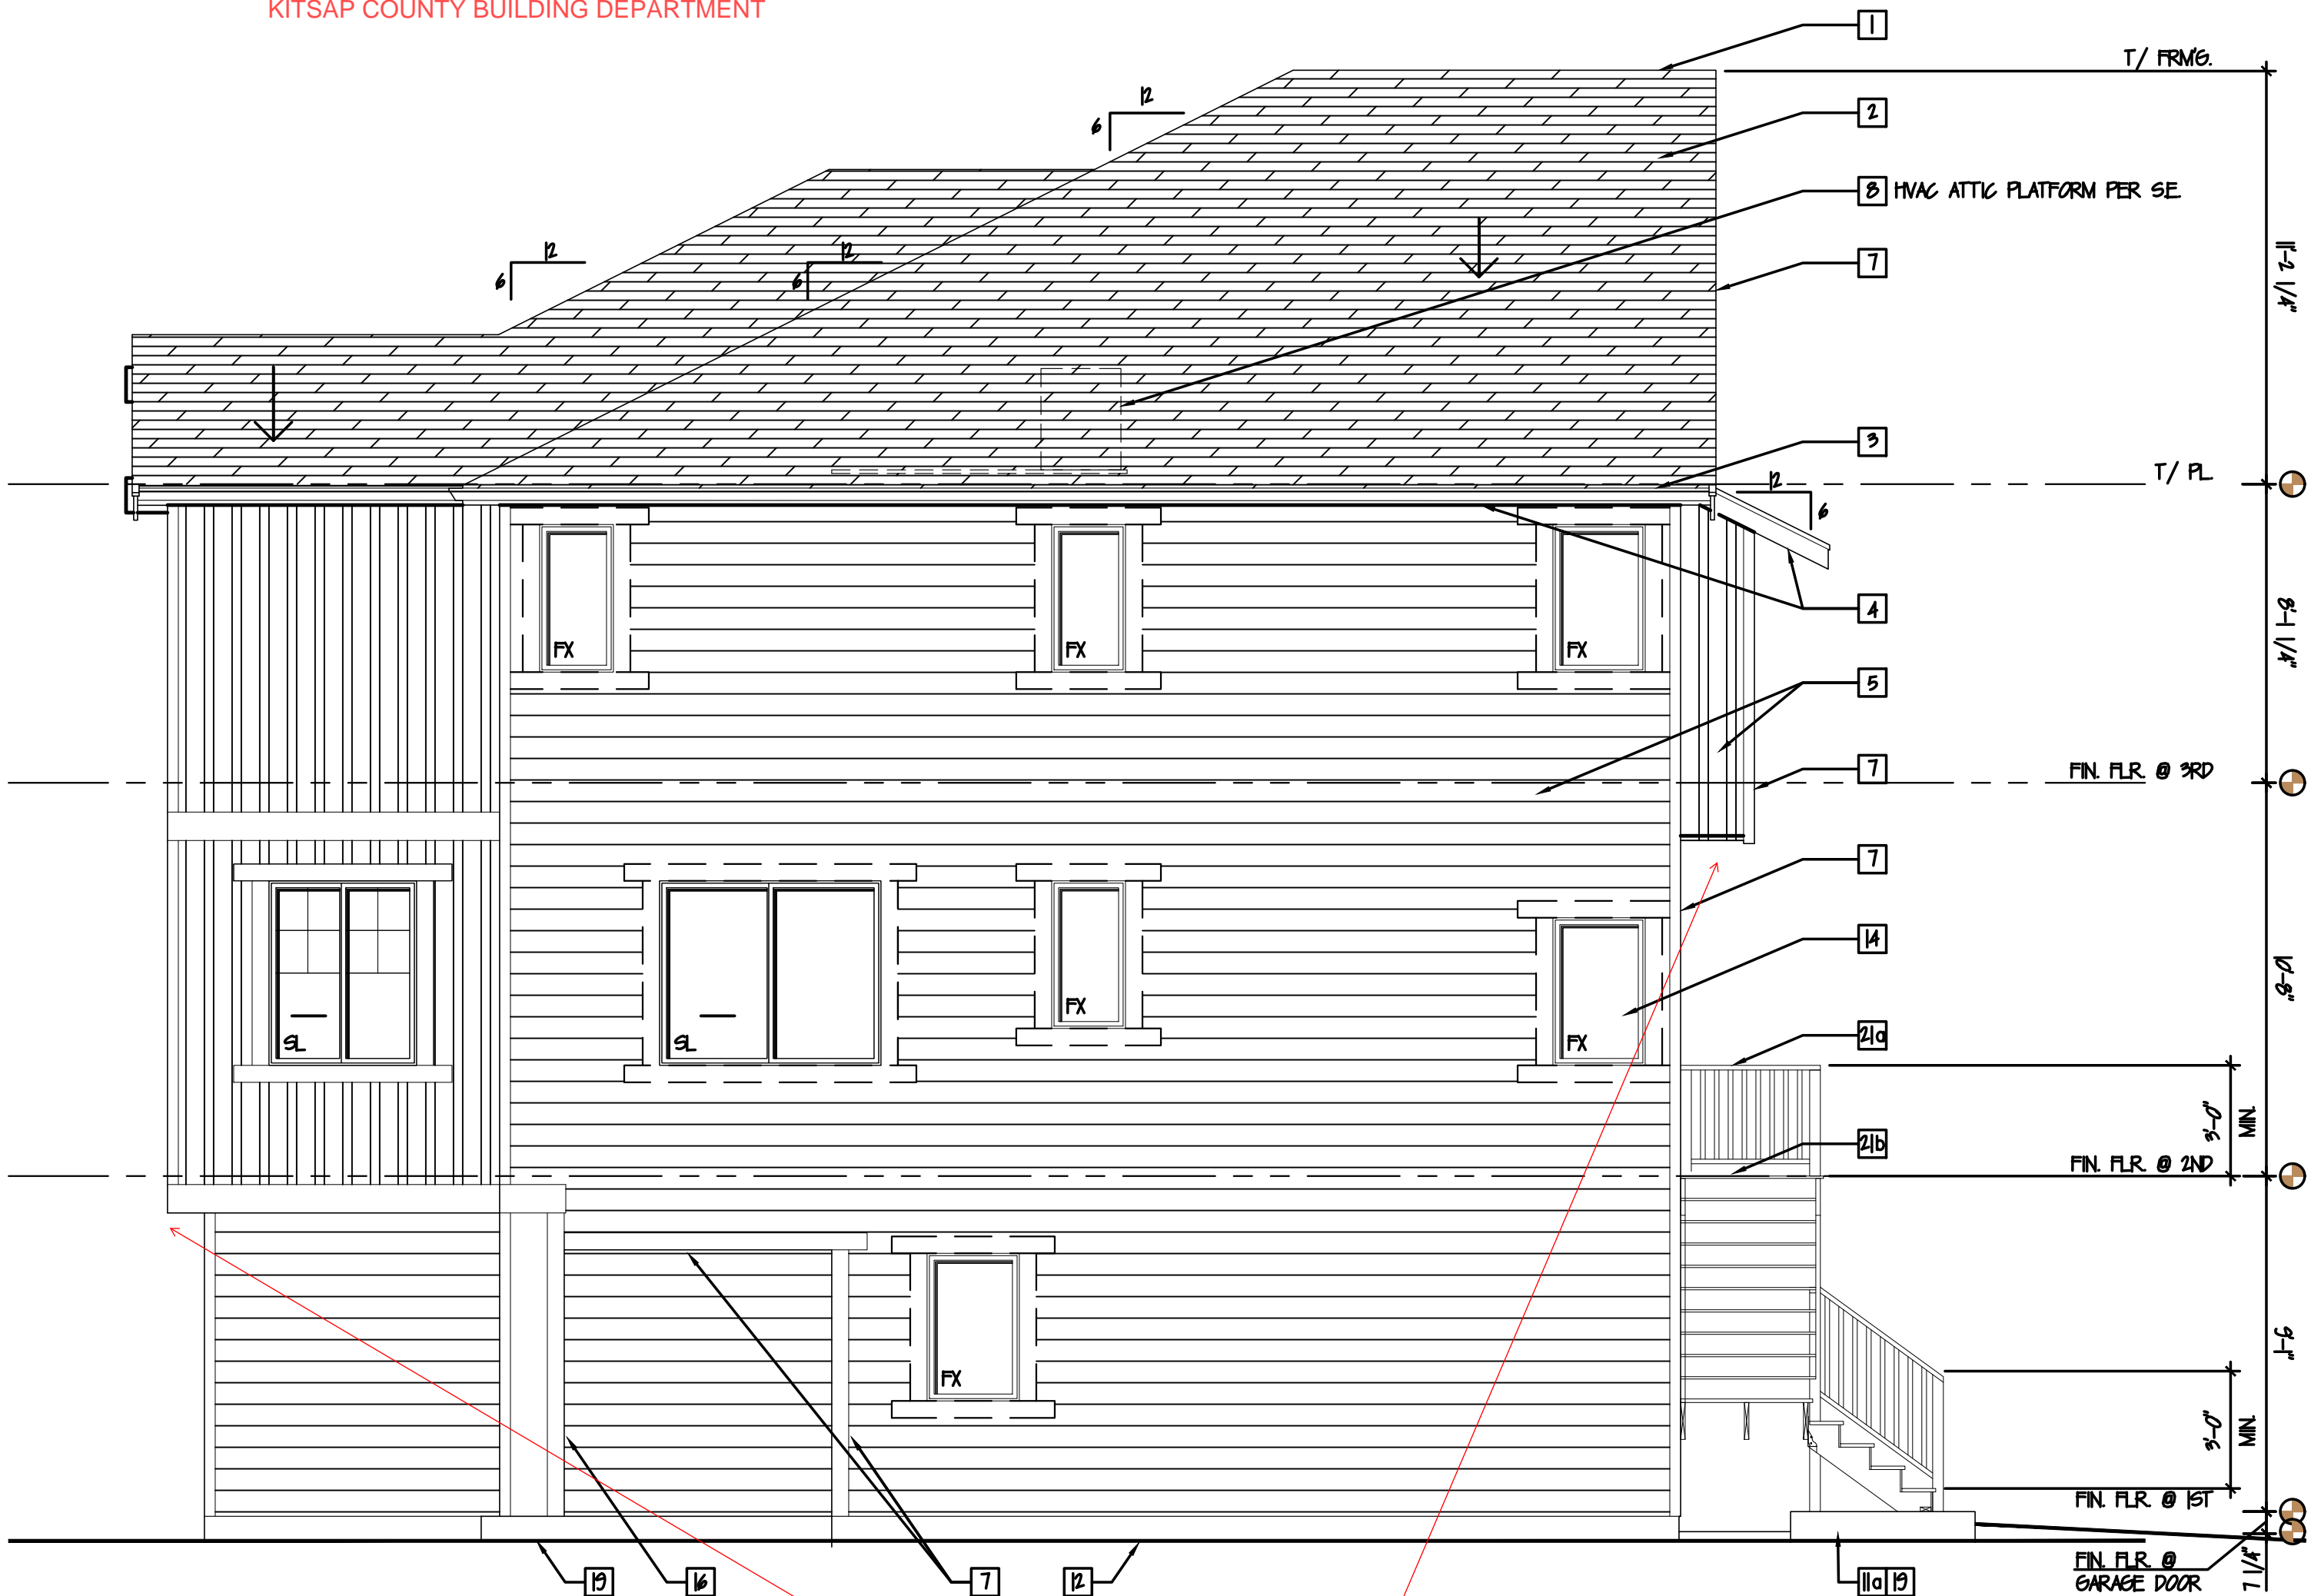 KITSAP COUNTY BUILDING DEPARTMENT
1
T/ FRM'G.
12
6
2
8 HVAC ATTIC PLATFORM PER S.E.
12
6
12
6
7
11'-2 1/4"
3
T/ PL.
12
6
4
8'-1 1/4"
FX
FX
FX
5
7
FIN. FLR. @ 3RD
7
14
10'-8"
SL
SL
FX
FX
21a
3'-0"
MIN.
21b
FIN. FLR. @ 2ND
9'-1"
FX
3'-0"
MIN.
FIN. FLR. @ 1ST
19
16
7
12
11a 19
FIN. FLR. @
GARAGE DOOR
7 1/4"